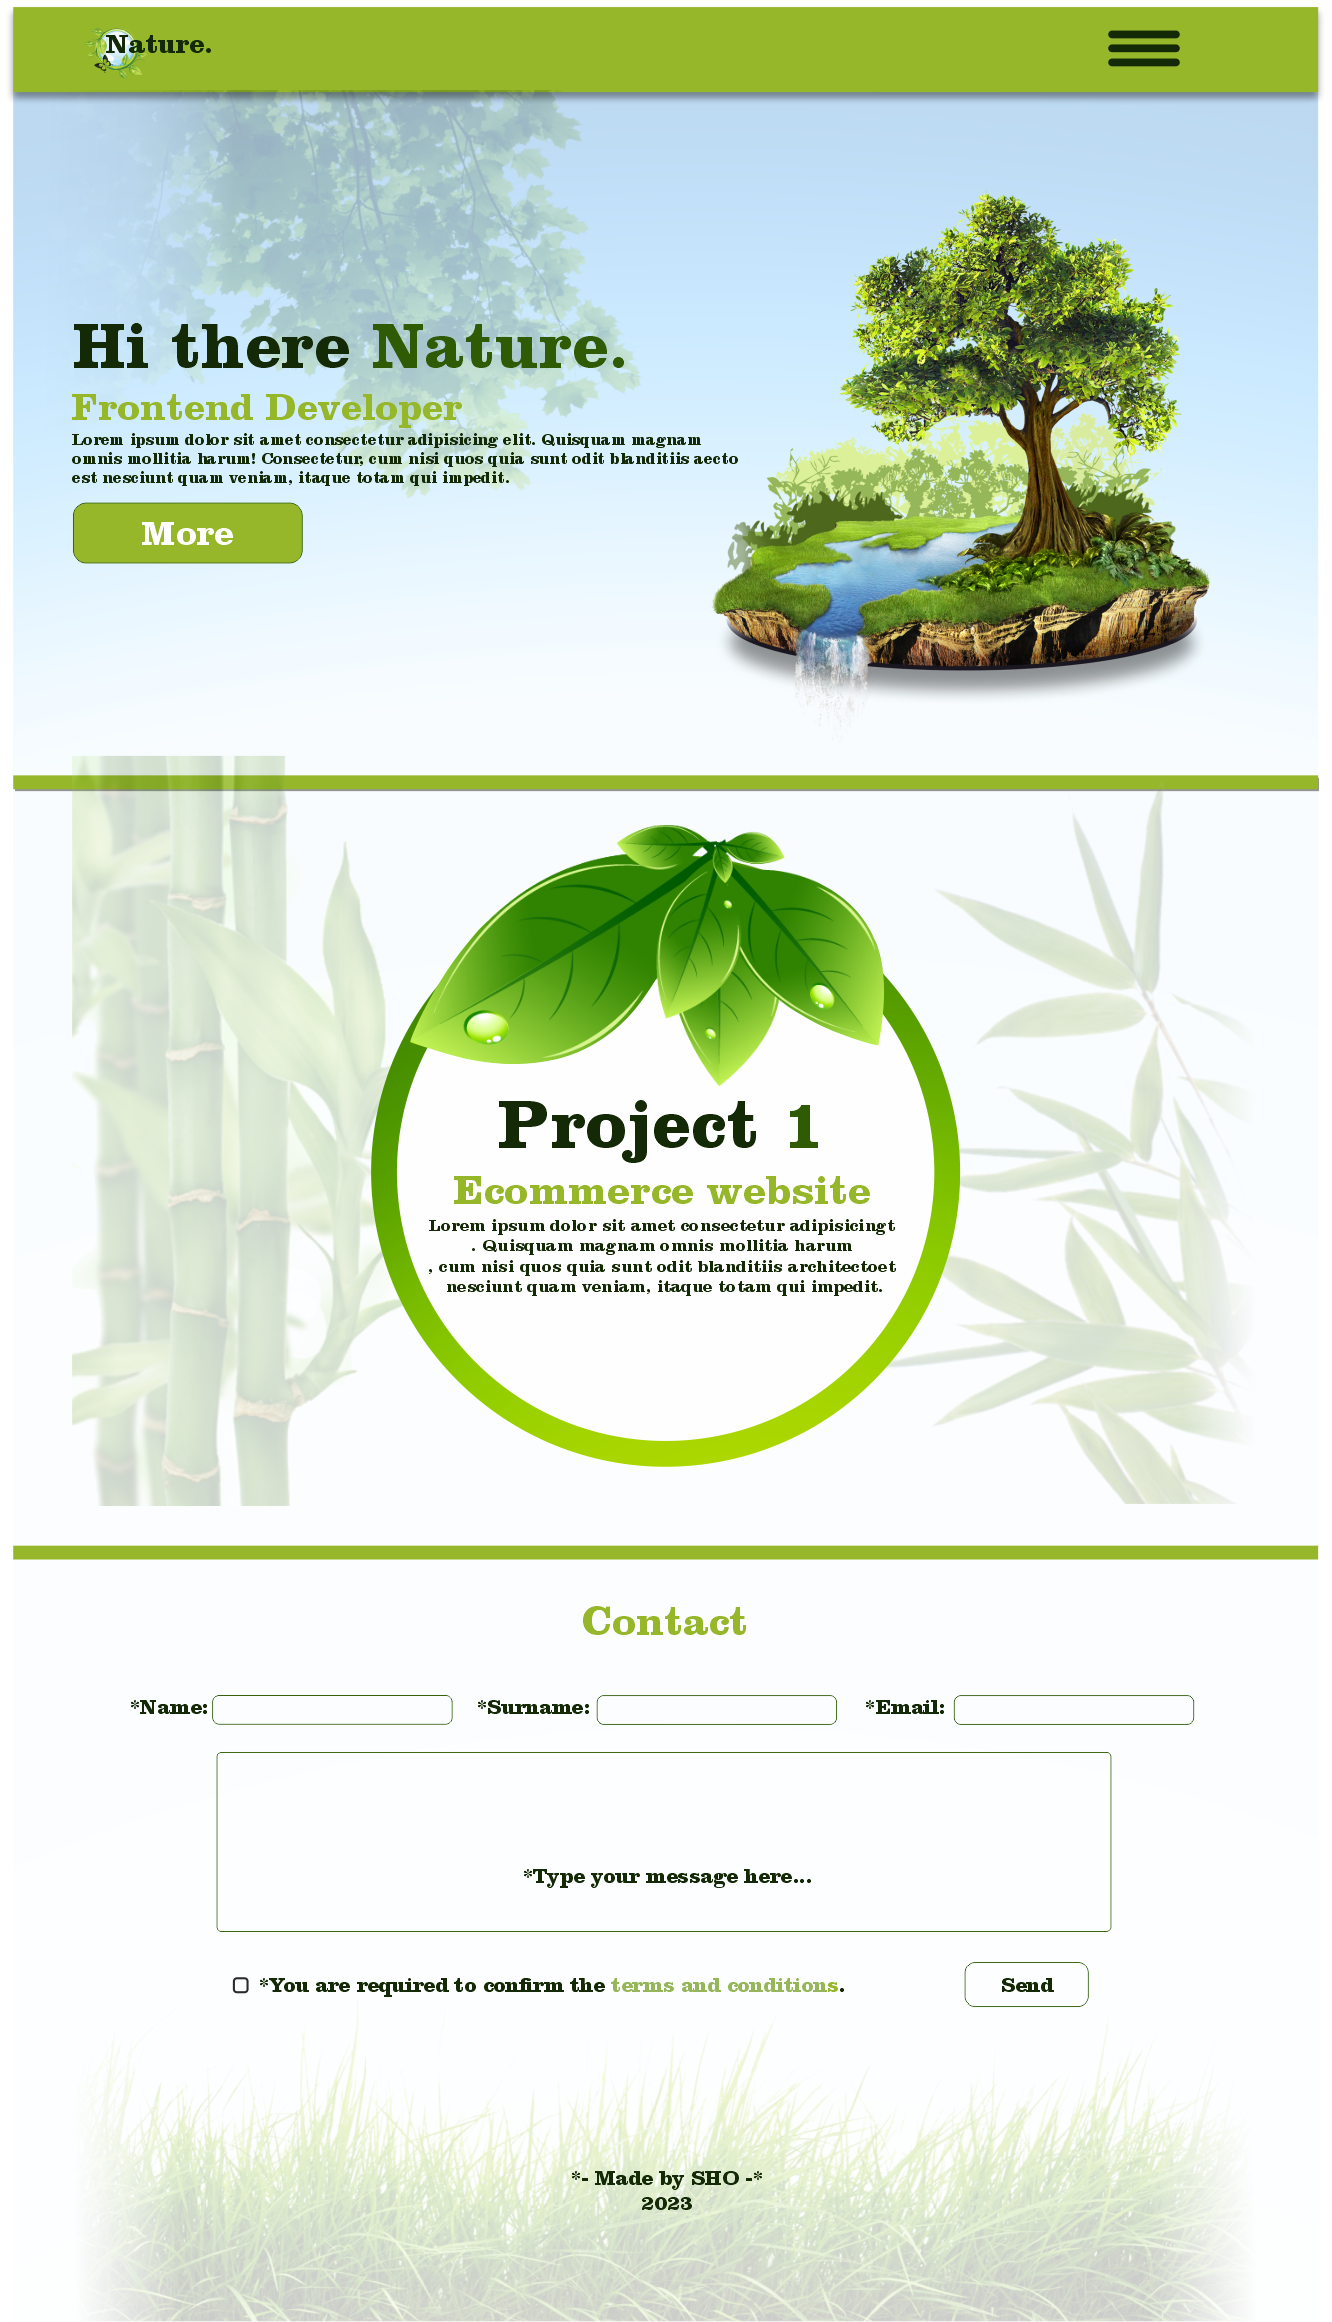 Nature.
Hi there Nature.
Frontend Developer
Lorem ipsum dolor sit amet consectetur adipisicing elit. Quisquam magnam
omnis mollitia harum! Consectetur, cum nisi quos quia sunt odit blanditiis aecto
est nesciunt quam veniam, itaque totam qui impedit.
More
Project 1
Ecommerce website
Lorem ipsum dolor sit amet consectetur adipisicingt
. Quisquam magnam omnis mollitia harum
, cum nisi quos quia sunt odit blanditiis architectoet
nesciunt quam veniam, itaque totam qui impedit.
Contact
*Name: *Surname: *Email:
*Type your message here...
*You are required to confirm the terms and conditions. Send
*- Made by SHO -*
2023